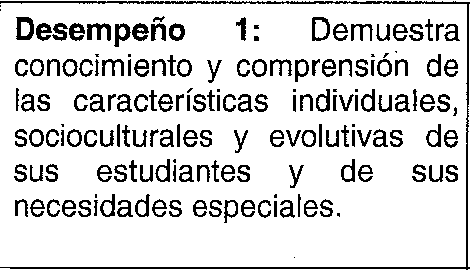 Desempeño 1: Demuestra
conocimiento y comprensión de
las características individuales,
socioculturales y evolutivas de
sus estudiantes y de sus
necesidades especiales.